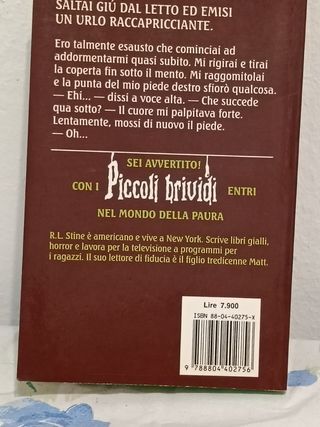 SALTAI GIÚ DAL LETTO ED EMISI
UN URLO RACCAPRICCIANTE.
Ero talmente esausto che cominciai ad
addormentarmi quasi subito. Mi rigirai e tirai
la coperta fin sotto il mento. Mi raggomitolai
e la punta del mio piede destro sfiorò qualcosa.
— Ehi... — dissi a voce alta. — Che succede
qua sotto? — Il cuore mi palpitava forte.
Lentamente, mossi di nuovo il piede.
— Oh...
SEI AVVERTITO!
CON I Piccoli brividi ENTRI
NEL MONDO DELLA PAURA
R.L. Stine è americano e vive a New York. Scrive libri gialli,
horror e lavora per la televisione a programmi per
i ragazzi. Il suo lettore di fiducia è il figlio tredicenne Matt.
Lire 7.900
ISBN 88-04-40275-X
9 788804 402756